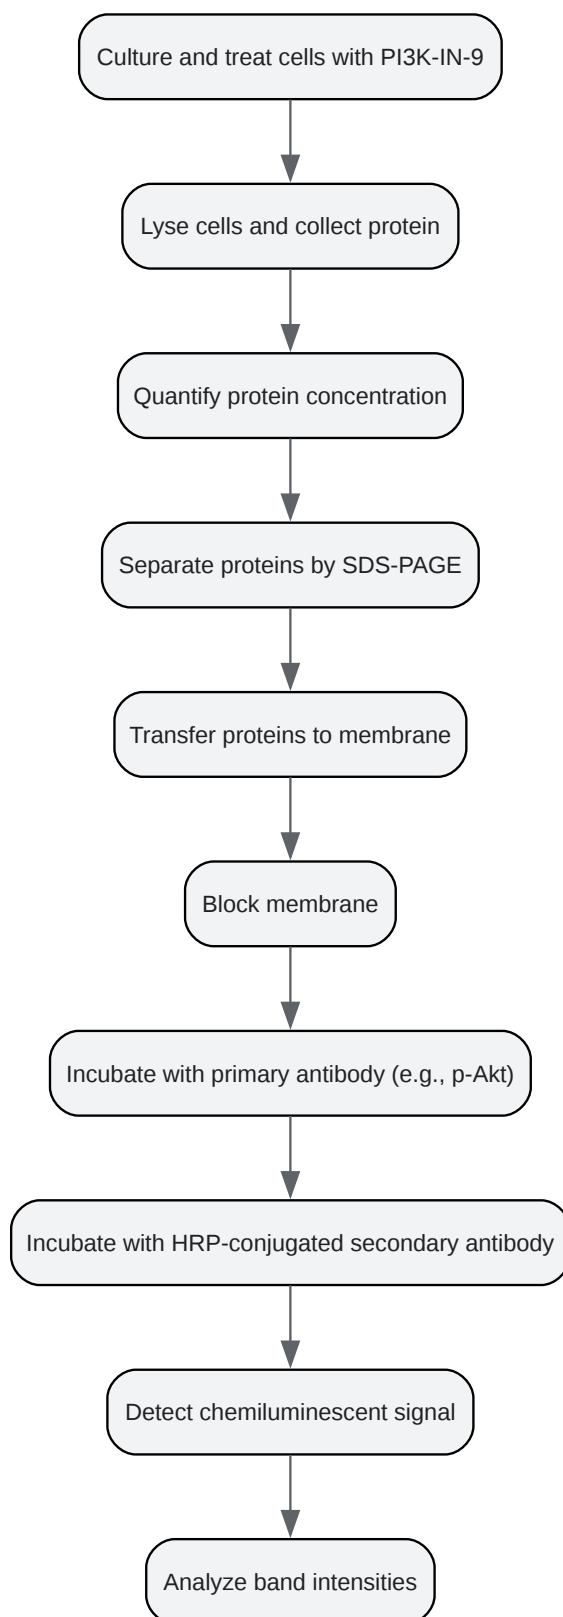 Culture and treat cells with PI3K-IN-9
Lyse cells and collect protein
Quantify protein concentration
Separate proteins by SDS-PAGE
Transfer proteins to membrane
Block membrane
Incubate with primary antibody (e.g., p-Akt)
Incubate with HRP-conjugated secondary antibody
Detect chemiluminescent signal
Analyze band intensities